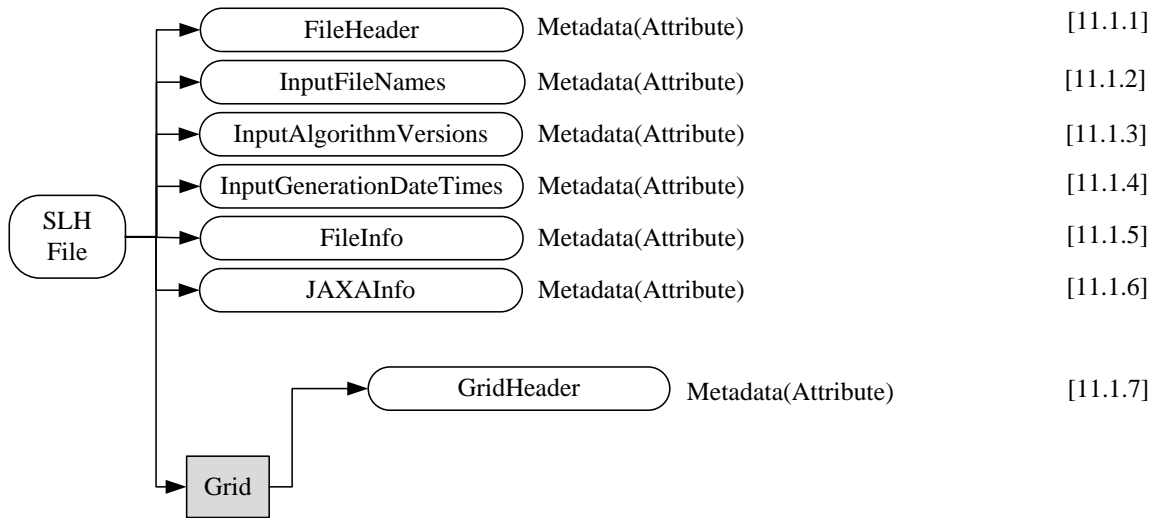 FileHeader Metadata(Attribute) [11.1.1]
InputFileNames Metadata(Attribute) [11.1.2]
InputAlgorithmVersions Metadata(Attribute) [11.1.3]
InputGenerationDateTimes Metadata(Attribute) [11.1.4]
SLH
File
FileInfo Metadata(Attribute) [11.1.5]
JAXAInfo Metadata(Attribute) [11.1.6]
GridHeader Metadata(Attribute) [11.1.7]
Grid